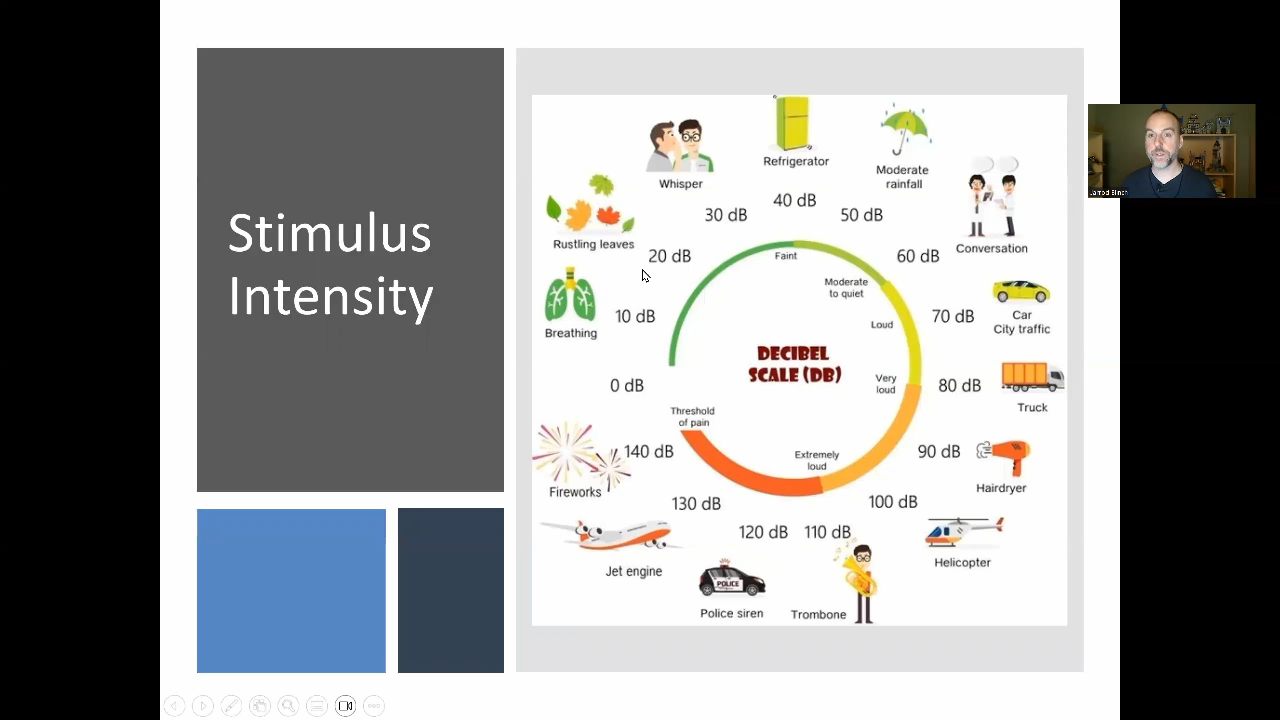 Stimulus
Intensity
Whisper
Refrigerator
Moderate
rainfall
Rustling leaves
30 dB
40 dB
50 dB
Conversation
20 dB
Faint
60 dB
Moderate
to quiet
Breathing
10 dB
Loud
70 dB
Car
City traffic
DECIBEL
SCALE (DB)
0 dB
Very
loud
80 dB
Truck
Threshold
of pain
140 dB
Extremely
loud
90 dB
Fireworks
Hairdryer
130 dB
100 dB
120 dB
110 dB
Jet engine
Helicopter
POLICE
Police siren
Trombone
Jarrod Blinch